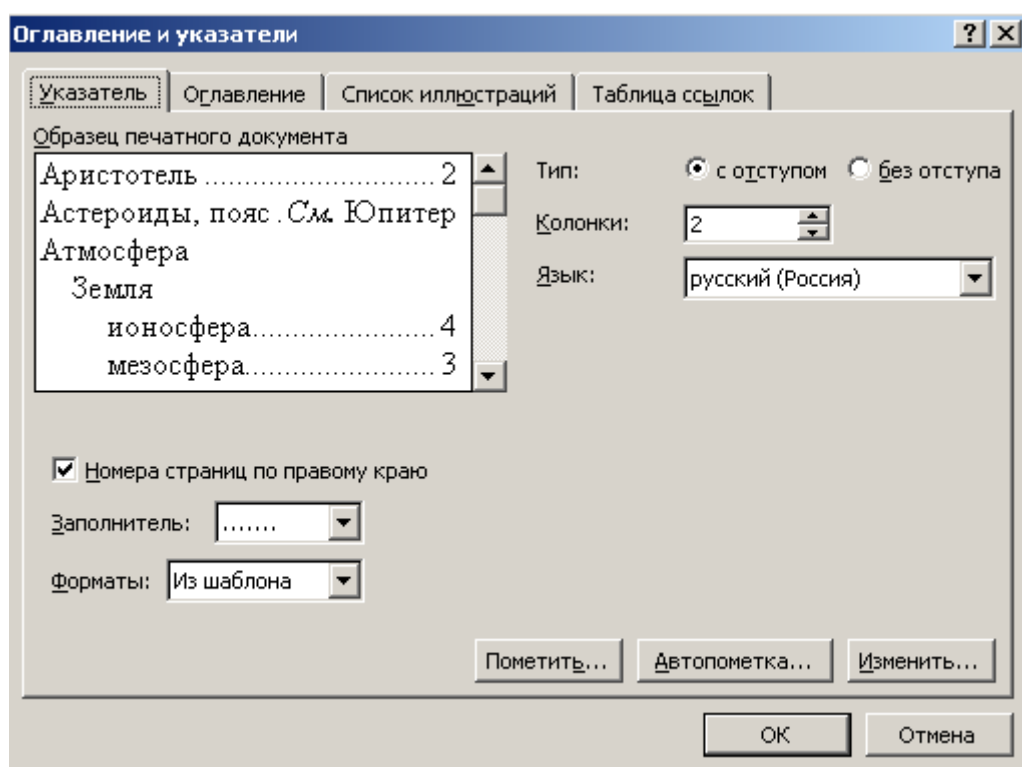 Оглавление и указатели
Указатель Оглавление Список иллюстраций Таблица ссылок
Образец печатного документа
Аристотель ............................. 2
Астероиды, пояс . См. Юпитер
Атмосфера
Земля
ионосфера....................... 4
мезосфера........................ 3
Тип: с отступом без отступа
Колонки: 2
Язык: русский (Россия)
Номера страниц по правому краю
Заполнитель: .......
Форматы: Из шаблона
Пометить... Автопометка... Изменить...
ОК Отмена